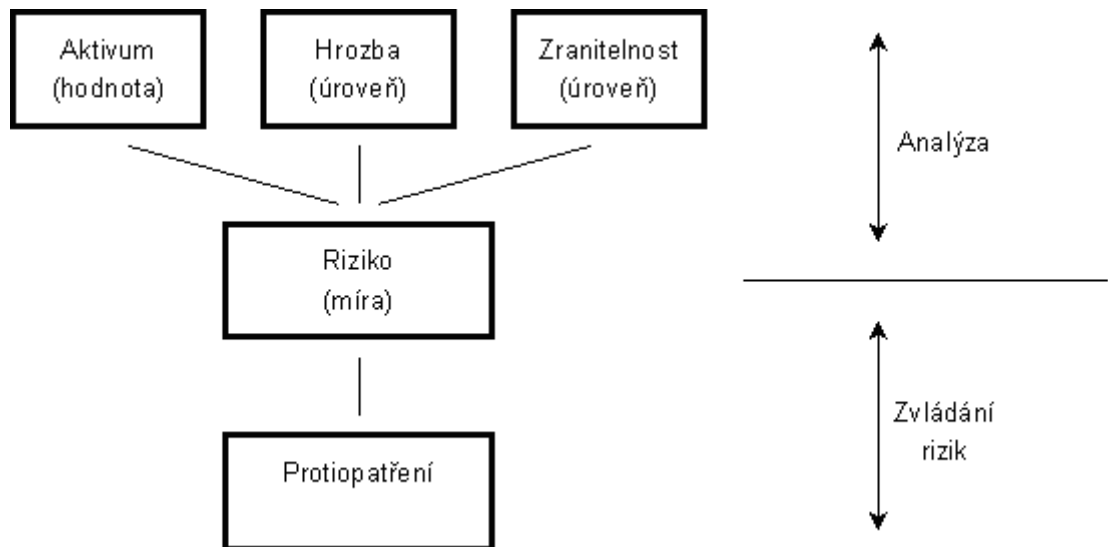 Aktivum
(hodnota)
Hrozba
(úroveň)
Zranitelnost
(úroveň)
Analýza
Riziko
(míra)
Zvládání
rizik
Protiopatření